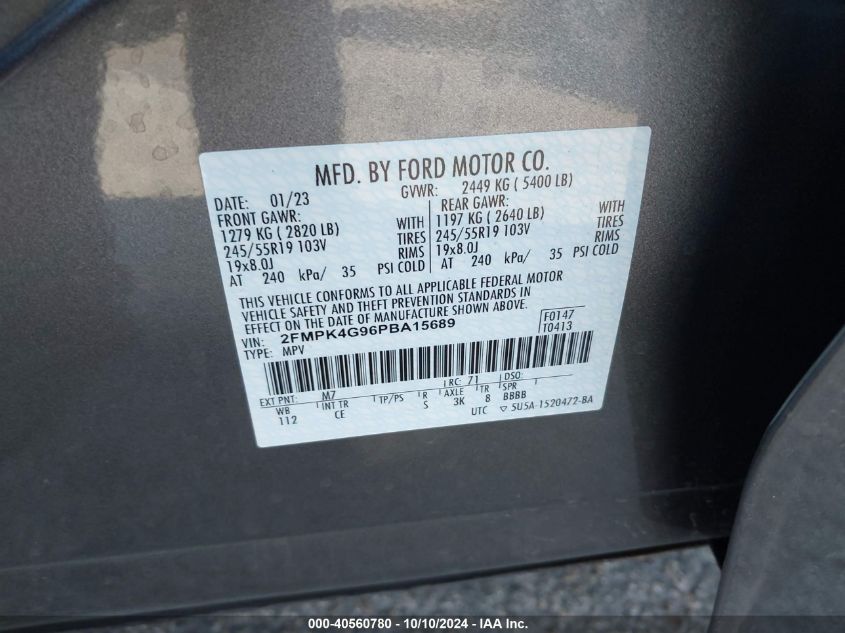 MFD. BY FORD MOTOR CO.
DATE: 01/23 GVWR: 2449 KG ( 5400 LB)
FRONT GAWR: REAR GAWR:
1279 KG ( 2820 LB) WITH 1197 KG ( 2640 LB) WITH
245/55R19 103V TIRES 245/55R19 103V TIRES
19x8.0J RIMS 19x8.0J RIMS
AT 240 kPa/ 35 PSI COLD AT 240 kPa/ 35 PSI COLD
THIS VEHICLE CONFORMS TO ALL APPLICABLE FEDERAL MOTOR
VEHICLE SAFETY AND THEFT PREVENTION STANDARDS IN
EFFECT ON THE DATE OF MANUFACTURE SHOWN ABOVE.
VIN: 2FMPK4G96PBA15689 F0147
TYPE: MPV T0413
EXT PNT: M7 RC: 71 DSO:
WB INT TR TP/PS R AXLE TR SPR
112 CE S 3K 8 BBBB
UTC ▽ 5U5A-1520472-BA
000-40560780 - 10/10/2024 - IAA Inc.